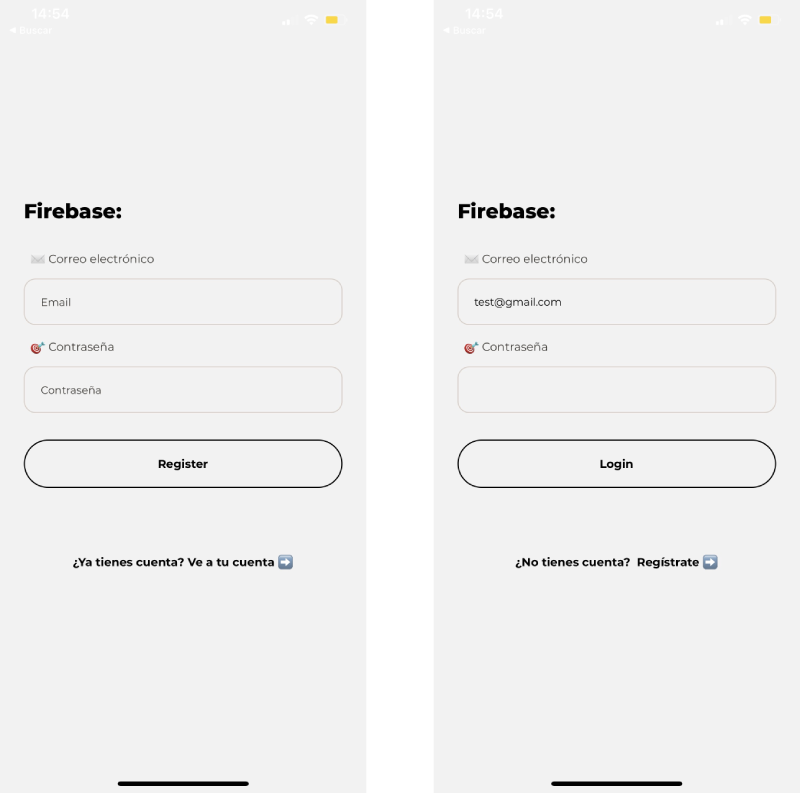 14:54
◀ Buscar
Firebase:
✉️ Correo electrónico
Email
🎯 Contraseña
Contraseña
Register
¿Ya tienes cuenta? Ve a tu cuenta ➡️
14:54
◀ Buscar
Firebase:
✉️ Correo electrónico
test@gmail.com
🎯 Contraseña
Login
¿No tienes cuenta?  Regístrate ➡️